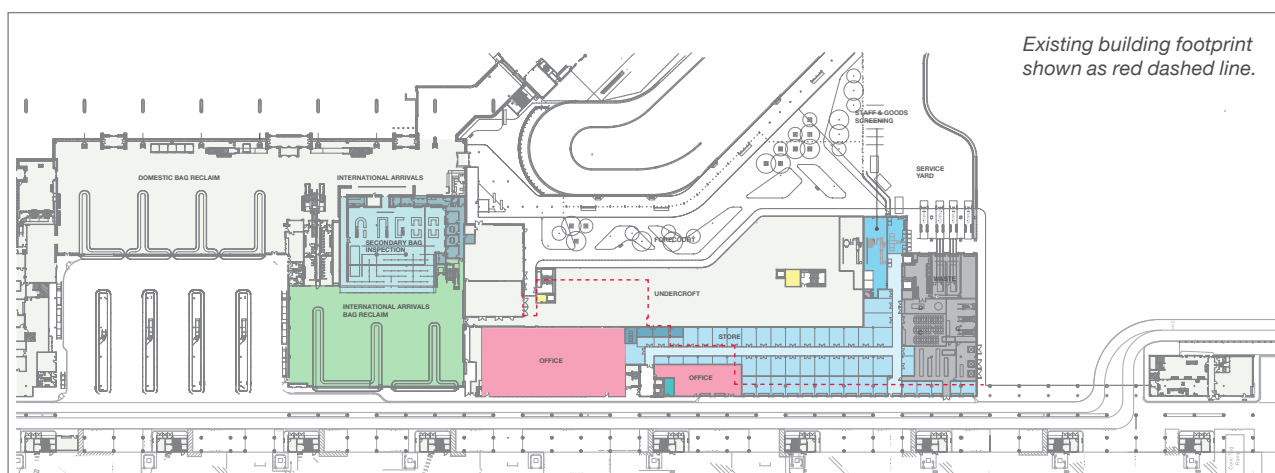 Existing building footprint
shown as red dashed line.
STAFF & GOODS
SCREENING
SERVICE
YARD
DOMESTIC BAG RECLAIM
INTERNATIONAL ARRIVALS
SECONDARY BAG
INSPECTION
FORECOURT
WASTE
UNDERCROFT
INTERNATIONAL ARRIVALS
BAG RECLAIM
STORE
OFFICE
OFFICE